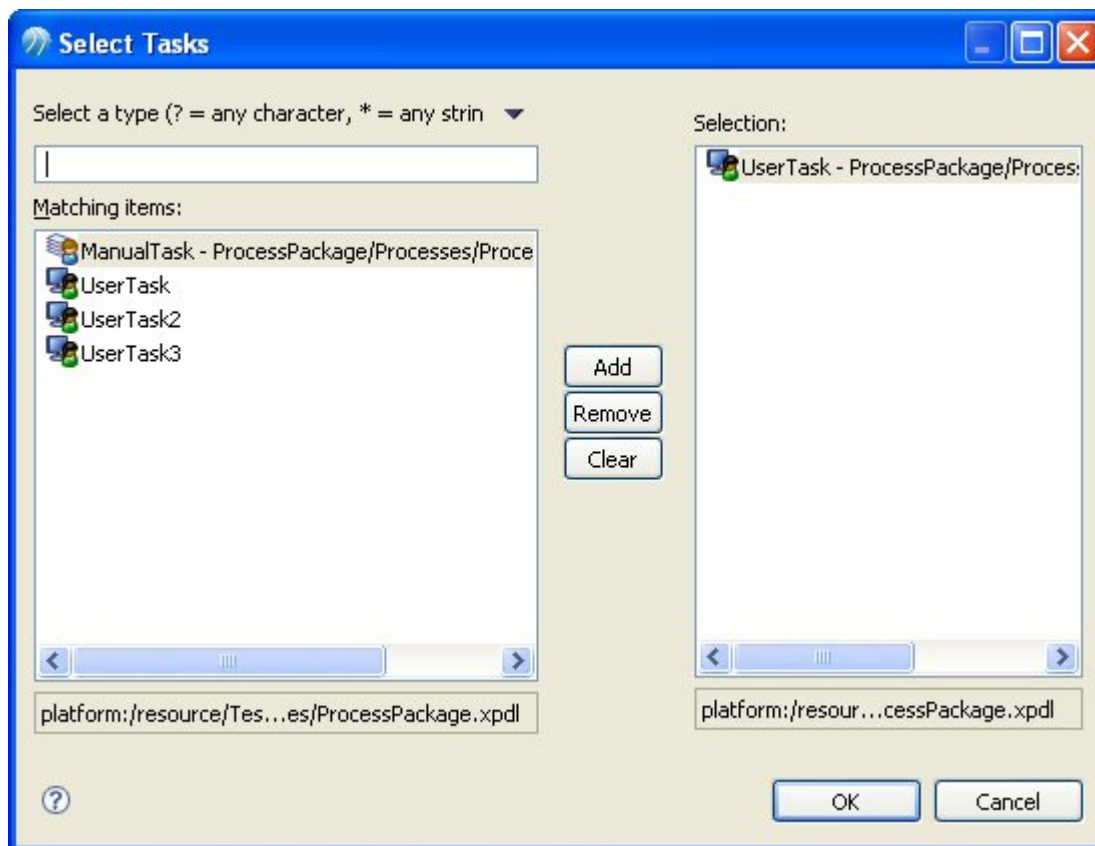 Select Tasks
Select a type (? = any character, * = any strin
Selection:
UserTask - ProcessPackage/Proces
Matching items:
ManualTask - ProcessPackage/Processes/Proce
UserTask
UserTask2
UserTask3
Add
Remove
Clear
platform:/resource/Tes...es/ProcessPackage.xpdl
platform:/resour...cessPackage.xpdl
?
OK
Cancel